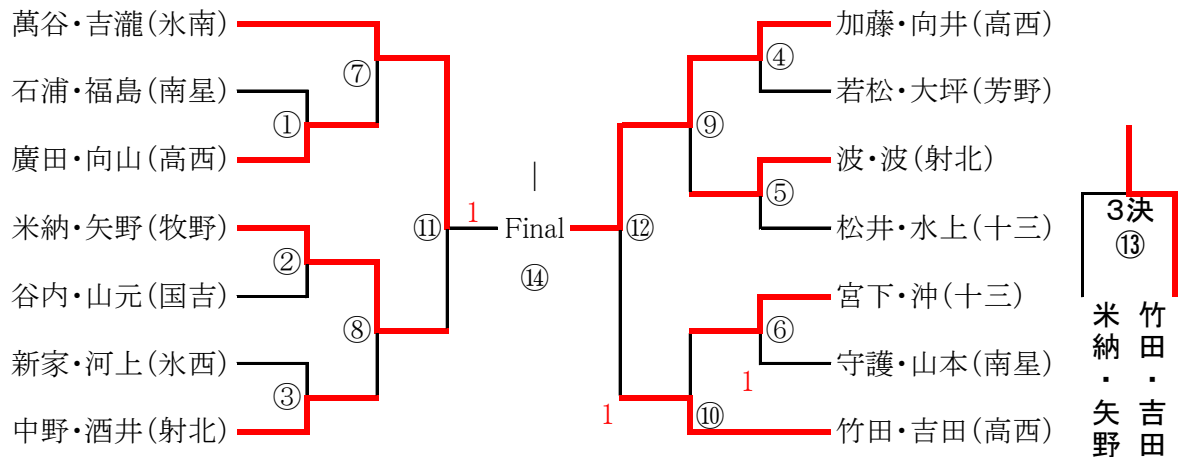 萬谷・吉瀧(氷南)
⑦
石浦・福島(南星)
①
廣田・向山(高西)
米納・矢野(牧野)
②
谷内・山元(国吉)
⑧
新家・河上(氷西)
③
中野・酒井(射北)
⑪
1
Final
⑭
⑫
加藤・向井(高西)
④
若松・大坪(芳野)
⑨
波・波(射北)
⑤
松井・水上(十三)
宮下・沖(十三)
⑥
守護・山本(南星)
1
1
⑩
竹田・吉田(高西)
3決
⑬
米納・矢野
竹田・吉田